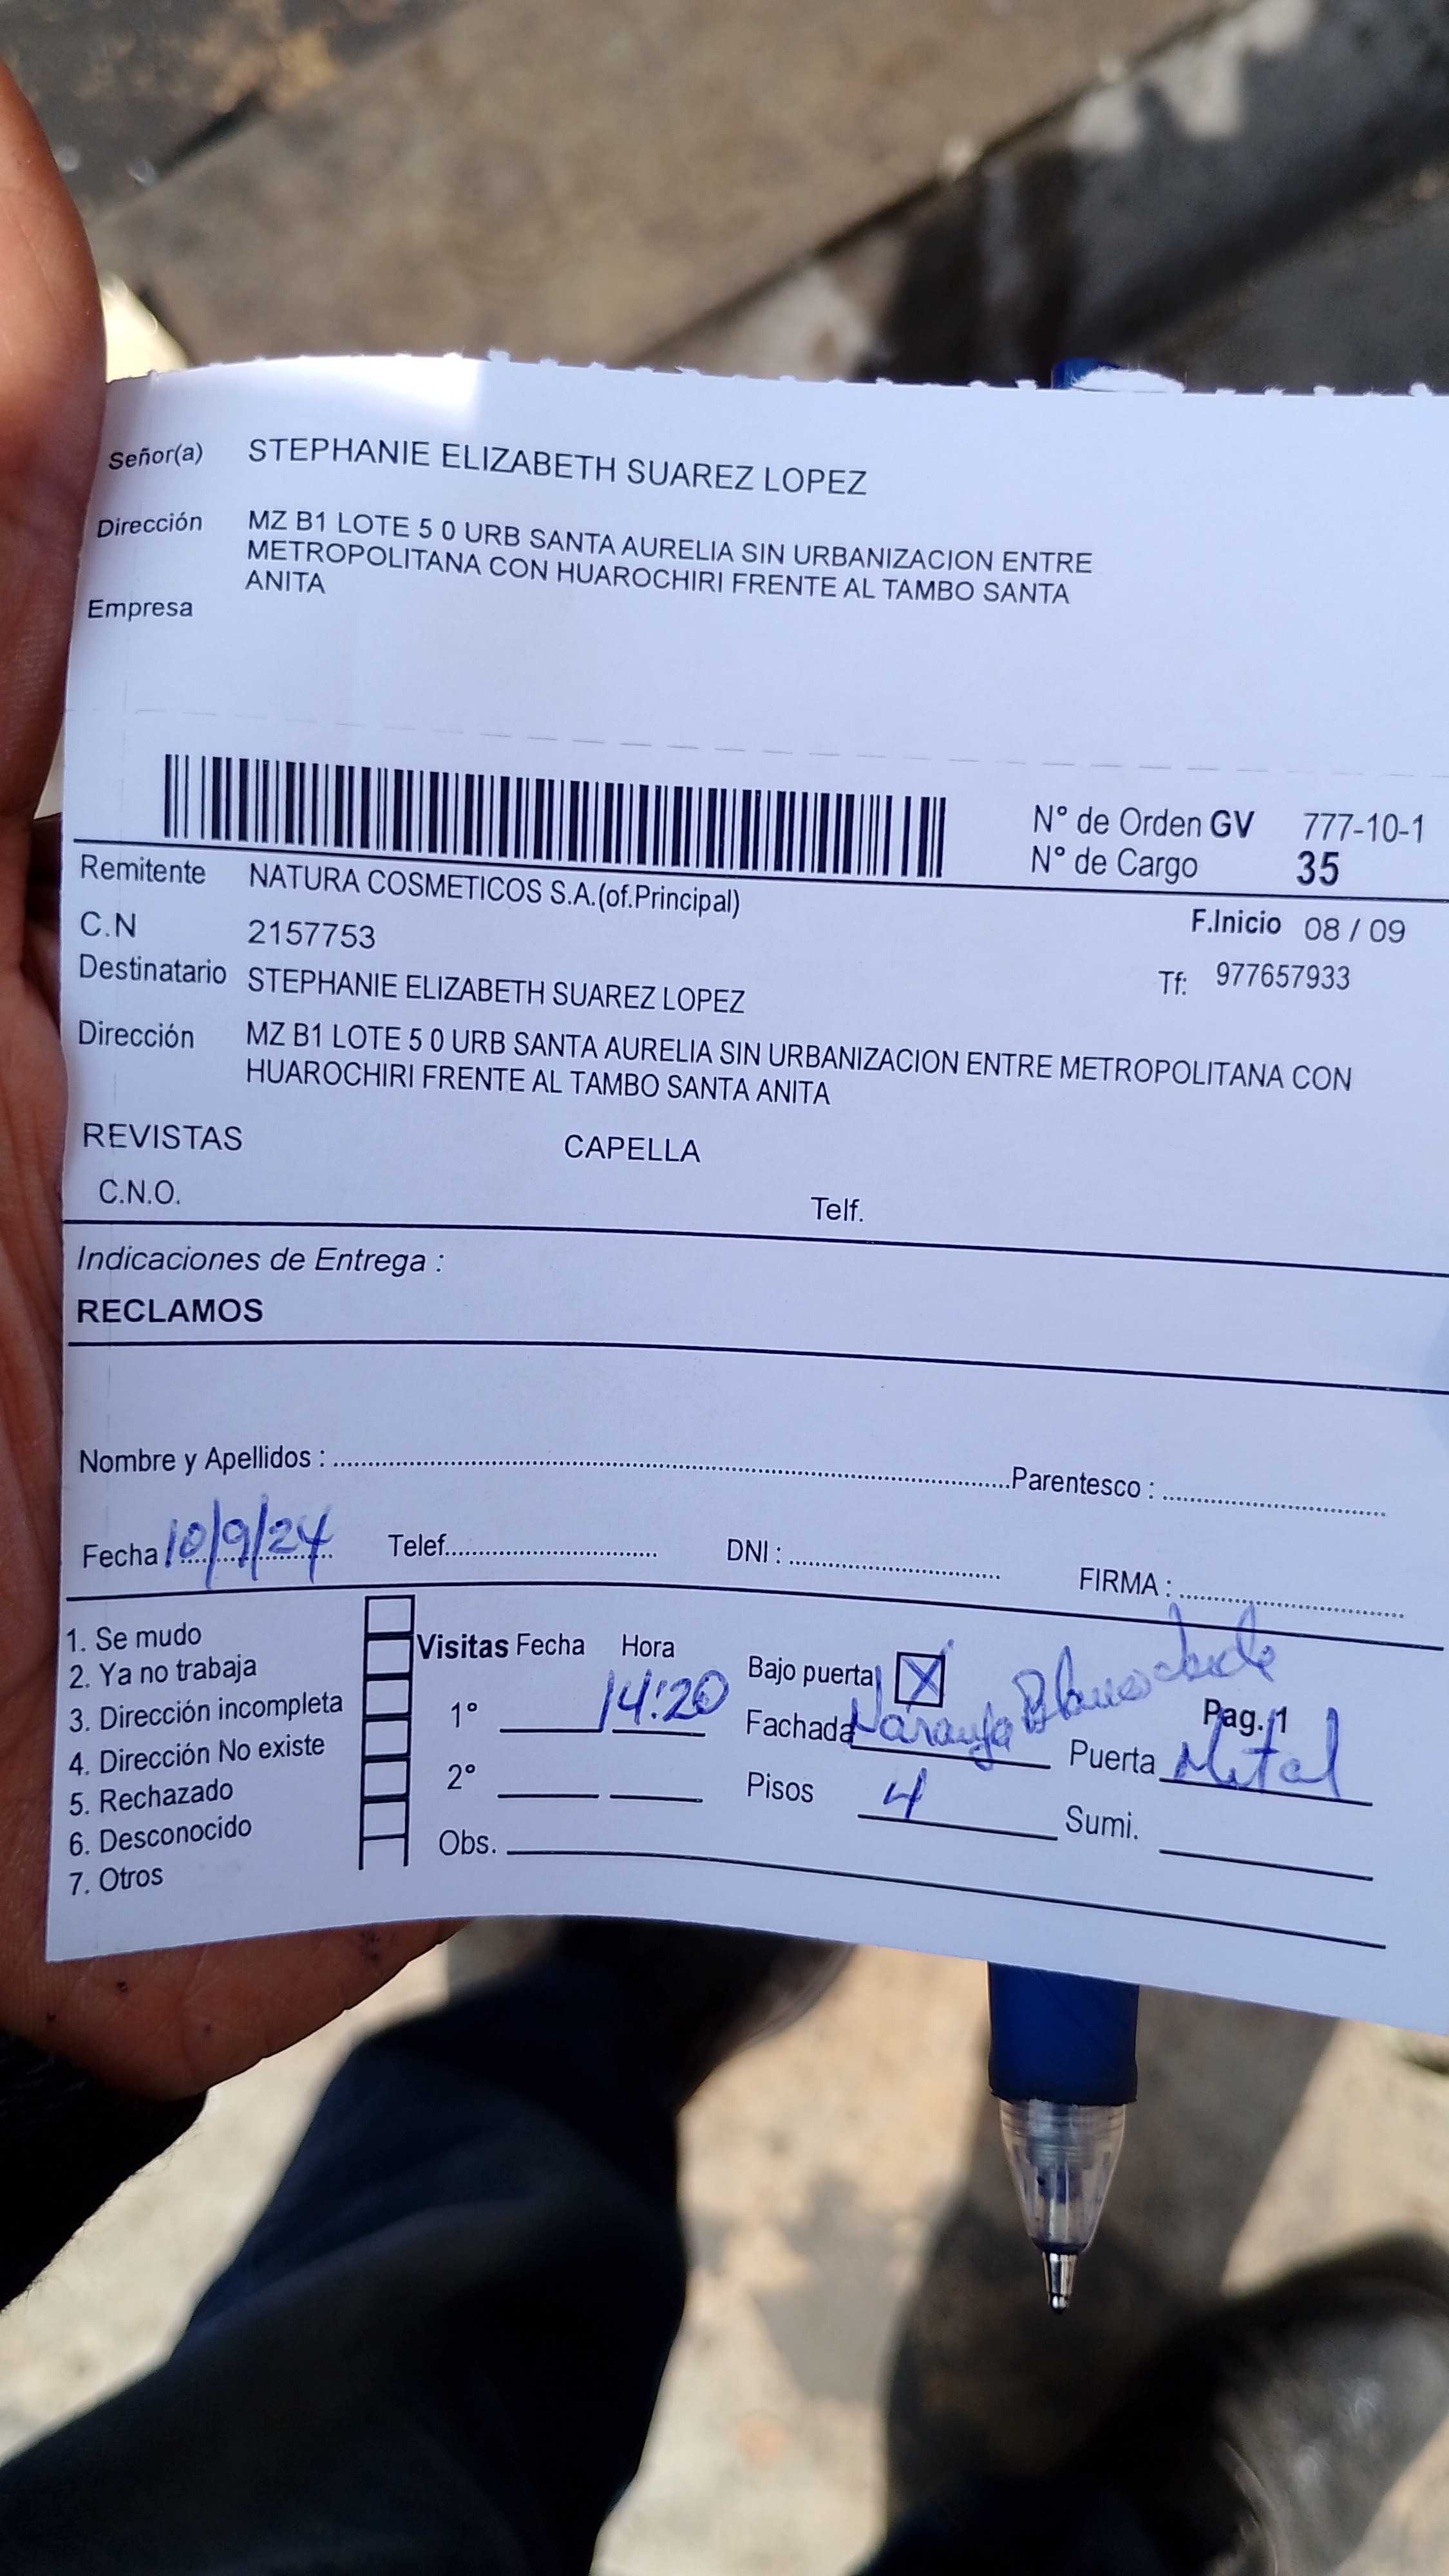 Señor(a) STEPHANIE ELIZABETH SUAREZ LOPEZ
Dirección MZ B1 LOTE 5 0 URB SANTA AURELIA SIN URBANIZACION ENTRE
METROPOLITANA CON HUAROCHIRI FRENTE AL TAMBO SANTA
ANITA
Empresa
N° de Orden GV 777-10-1
N° de Cargo 35
Remitente NATURA COSMETICOS S.A.(of.Principal)
F.Inicio 08 / 09
C.N 2157753
Tf: 977657933
Destinatario STEPHANIE ELIZABETH SUAREZ LOPEZ
Dirección MZ B1 LOTE 5 0 URB SANTA AURELIA SIN URBANIZACION ENTRE METROPOLITANA CON
HUAROCHIRI FRENTE AL TAMBO SANTA ANITA
REVISTAS CAPELLA
C.N.O. Telf.
Indicaciones de Entrega :
RECLAMOS
Nombre y Apellidos : Parentesco :
Fecha 10/9/24 Telef. DNI : FIRMA :
1. Se mudo
2. Ya no trabaja
3. Dirección incompleta
4. Dirección No existe
5. Rechazado
6. Desconocido
7. Otros
Visitas Fecha Hora
1° 14:20
2°
Obs.
Bajo puerta X
Fachada Naranja
Pag. 1
Puerta Metal
Pisos 4
Sumi.